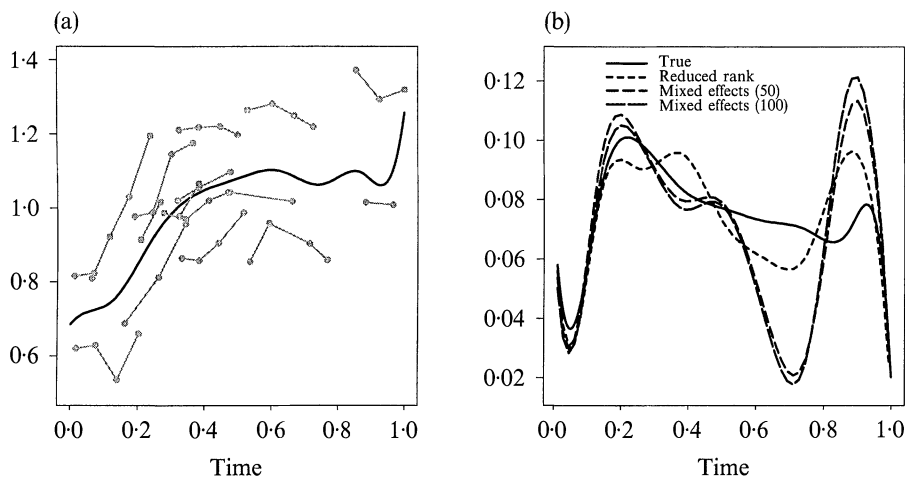 (a)
1·4
1·2
1·0
0·8
0·6
0·0 0·2 0·4 0·6 0·8 1·0
Time
(b)
True
Reduced rank
Mixed effects (50)
Mixed effects (100)
0·12
0·10
0·08
0·06
0·04
0·02
0·0 0·2 0·4 0·6 0·8 1·0
Time